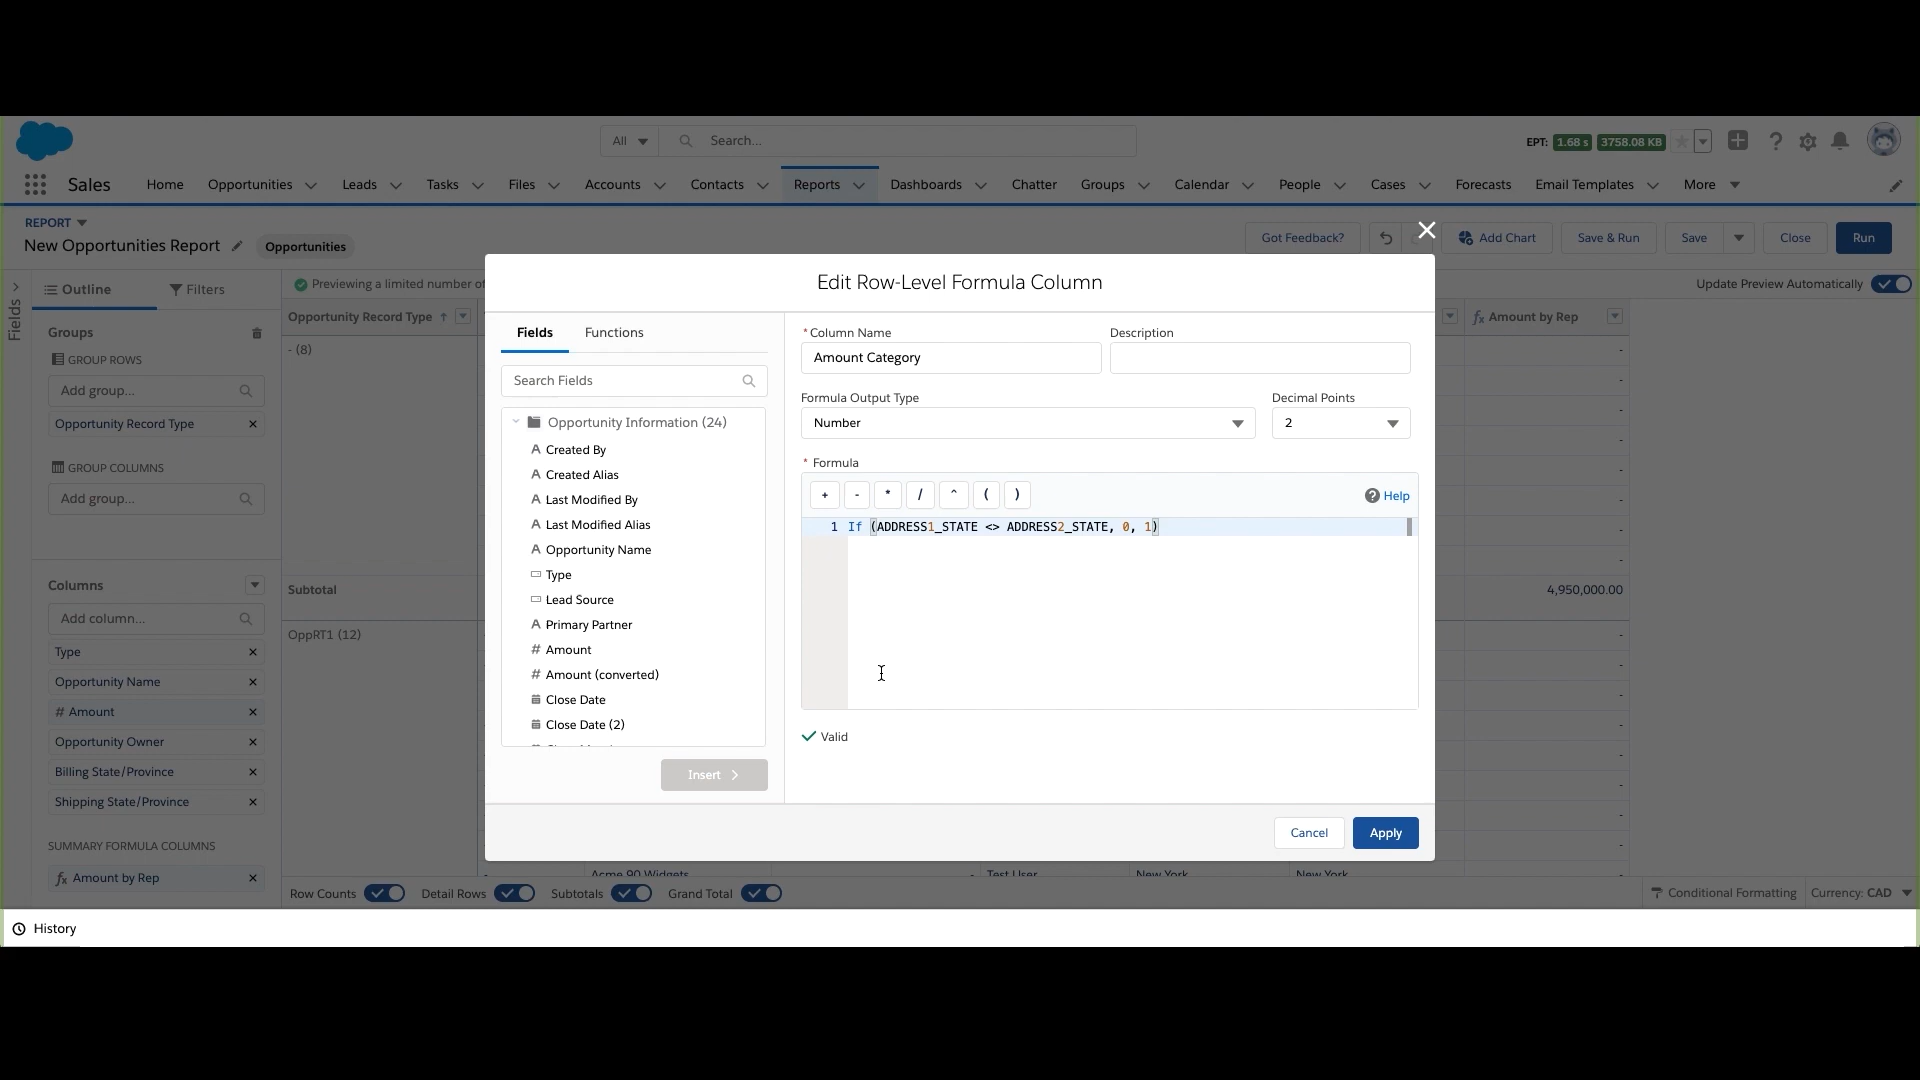 All
Search...
EPT: 1.68 s 3758.08 KB
Sales
Home
Opportunities
Leads
Tasks
Files
Accounts
Contacts
Reports
Dashboards
Chatter
Groups
Calendar
People
Cases
Forecasts
Email Templates
More
REPORT
New Opportunities Report
Opportunities
Got Feedback?
Add Chart
Save & Run
Save
Close
Run
Fields
Outline
Filters
Previewing a limited number of
Update Preview Automatically
Groups
GROUP ROWS
Add group...
Opportunity Record Type
GROUP COLUMNS
Add group...
Columns
Add column...
Type
Opportunity Name
# Amount
Opportunity Owner
Billing State/Province
Shipping State/Province
SUMMARY FORMULA COLUMNS
fx Amount by Rep
Opportunity Record Type
- (8)
Subtotal
OppRT1 (12)
fx Amount by Rep
-
-
-
-
-
-
-
-
4,950,000.00
-
-
-
-
-
-
-
-
Edit Row-Level Formula Column
Fields
Functions
Search Fields
Opportunity Information (24)
A Created By
A Created Alias
A Last Modified By
A Last Modified Alias
A Opportunity Name
Type
Lead Source
A Primary Partner
# Amount
# Amount (converted)
Close Date
Close Date (2)
Insert
* Column Name
Amount Category
Description
Formula Output Type
Number
Decimal Points
2
* Formula
+ - * / ^ ( )
Help
1 If (ADDRESS1_STATE <> ADDRESS2_STATE, 0, 1)
Valid
Cancel
Apply
- Acme 90 Widgets - Test User New York New York
Row Counts
Detail Rows
Subtotals
Grand Total
Conditional Formatting
Currency: CAD
History